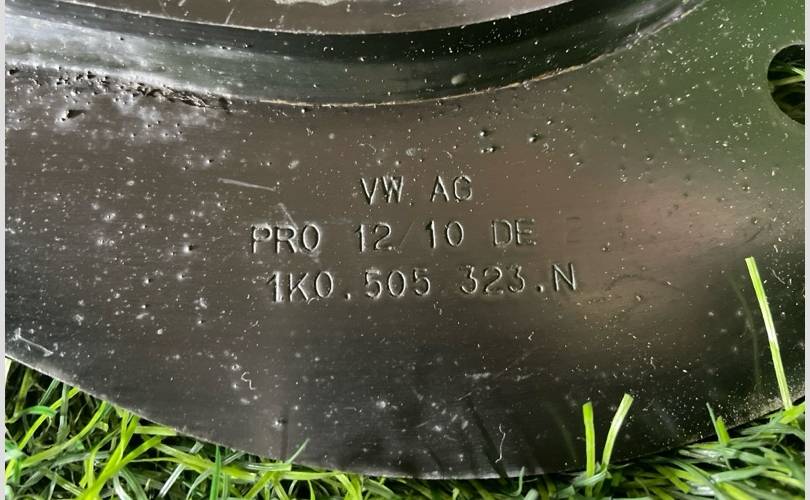 VW AG
PRO 12/10 DE
1K0.505 323.N